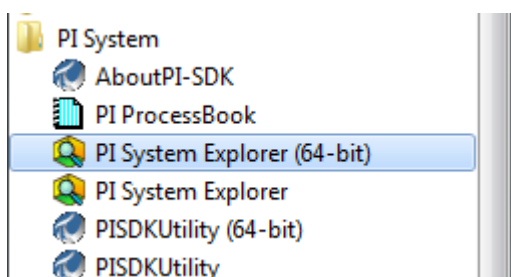 PI System
AboutPI-SDK
PI ProcessBook
PI System Explorer (64-bit)
PI System Explorer
PISDKUtility (64-bit)
PISDKUtility